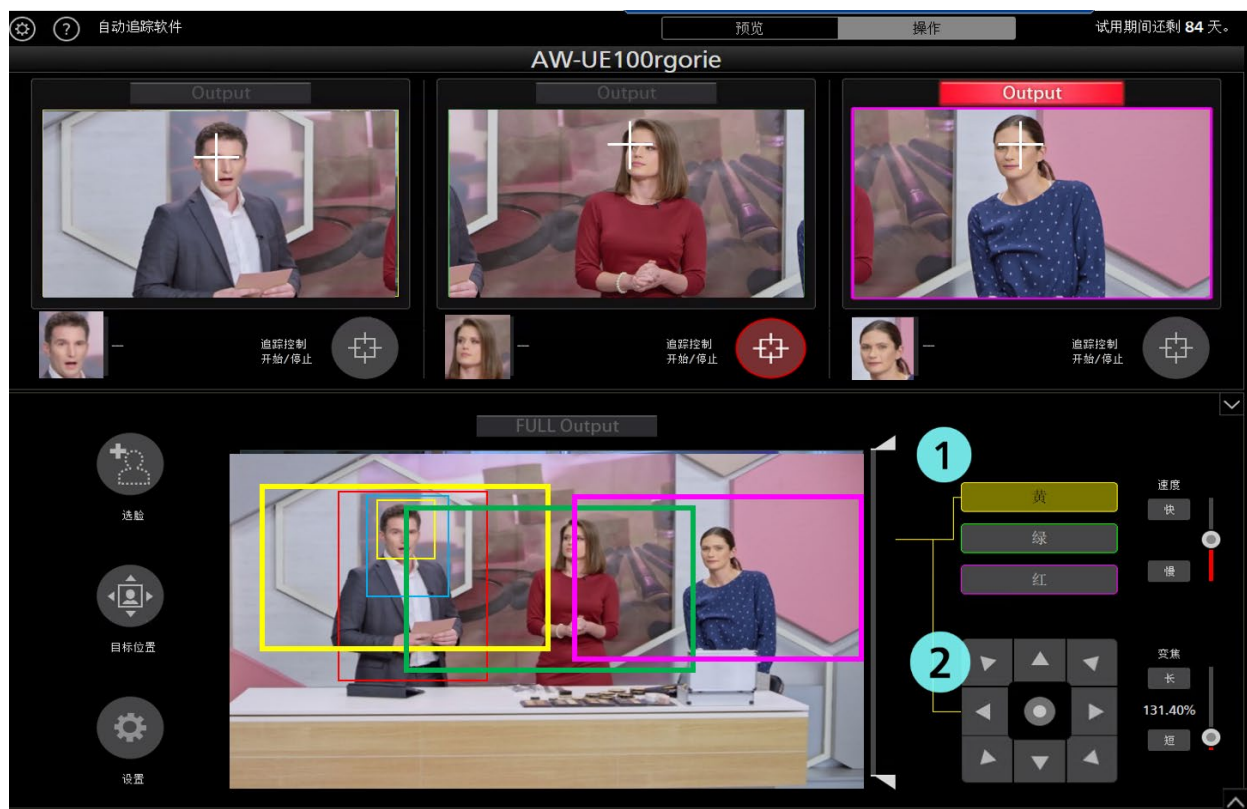 ?
自动追踪软件
预览
操作
试用期间还剩 84 天。
AW-UE100rgorie
Output
Output
Output
追踪控制
开始/停止
追踪控制
开始/停止
追踪控制
开始/停止
FULL Output
选脸
目标位置
设置
1
黄
绿
红
速度
快
慢
2
变焦
长
131.40%
短